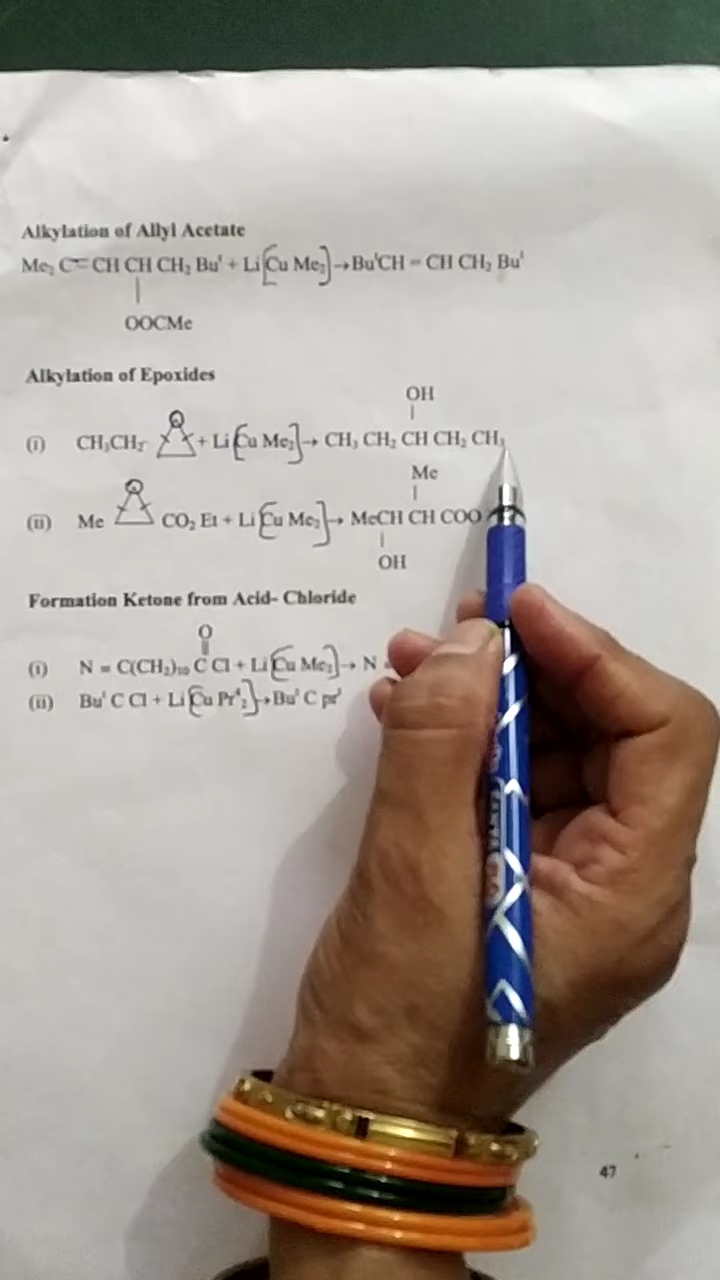 Alkylation of Allyl Acetate
Me₂ C=CH CH CH₂ Buᵗ + Li[Cu Me₂]→BuᵗCH = CH CH₂ Buᵗ
|
OOCMe
Alkylation of Epoxides
OH
|
(i) CH₃CH₂ O + Li[Cu Me₂]→ CH₃ CH₂ CH CH₂ CH₃
Me
|
(ii) Me O CO₂ Et + Li[Cu Me₂]→ MeCH CH COO
|
OH
Formation Ketone from Acid- Chloride
O
||
(i) N = C(CH₂)₁₀ C Cl + Li[Cu Me₂]→ N
(ii) Buᵗ C Cl + Li[Cu Pr₂]→Buᵗ C pr
47